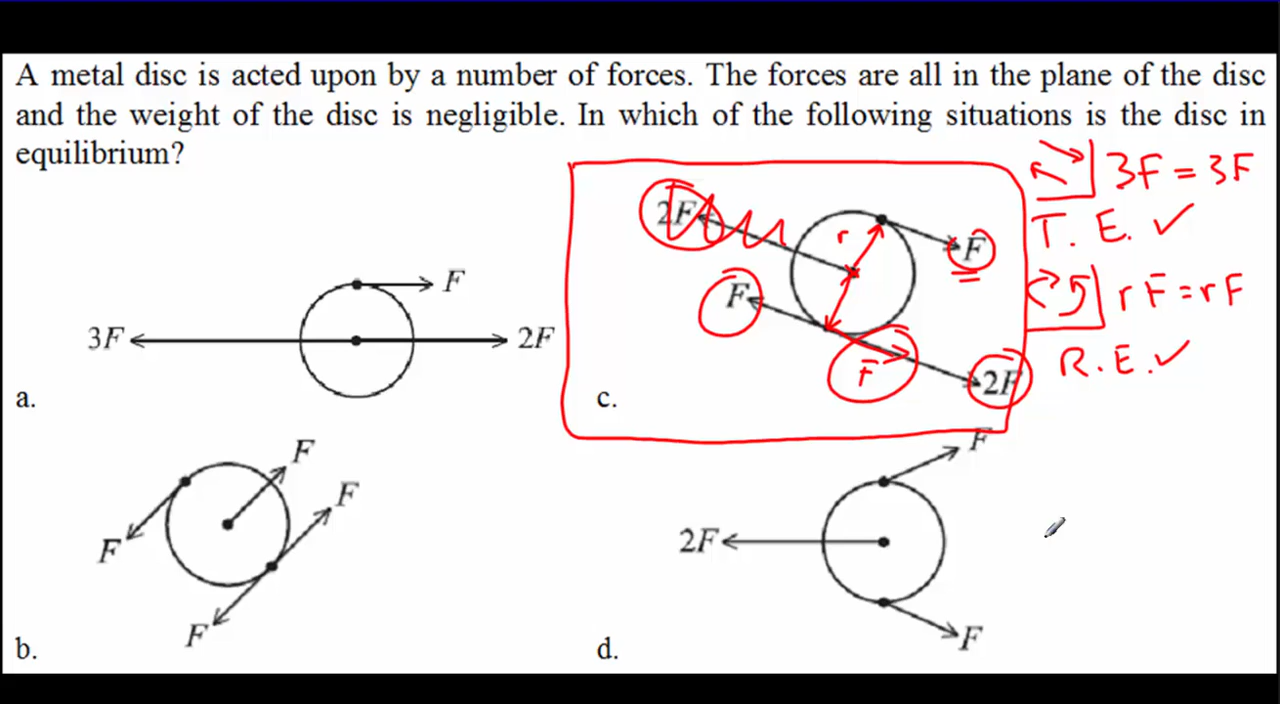 A metal disc is acted upon by a number of forces. The forces are all in the plane of the disc
and the weight of the disc is negligible. In which of the following situations is the disc in
equilibrium?
3F = 3F
T. E. ✓
rF = rF
R.E. ✓
F
3F
2F
a.
2F
r
F
F
F
2F
c.
F
F
F
F
b.
F
2F
F
d.